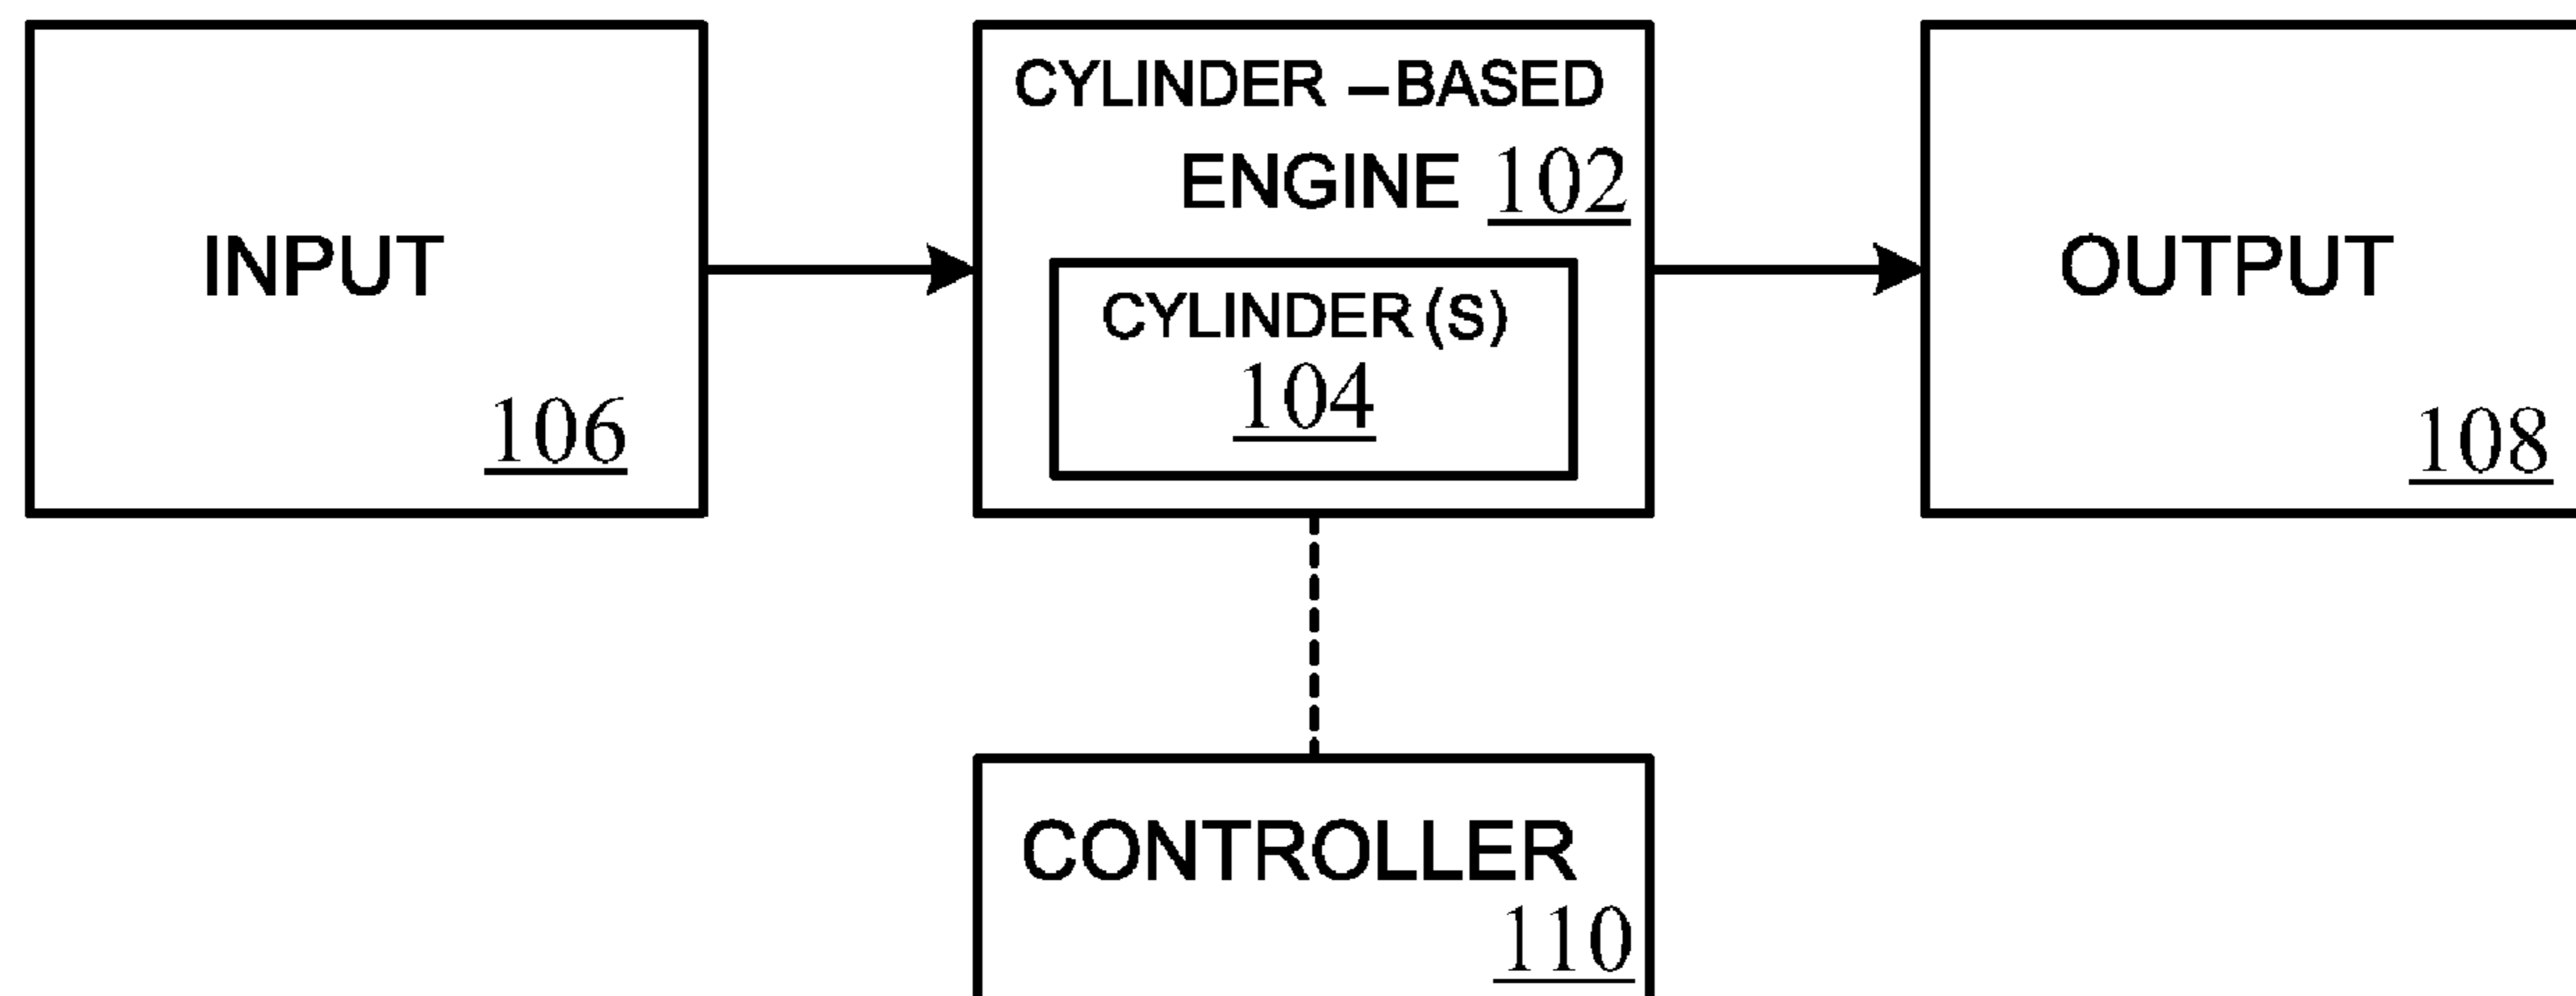 INPUT
106
CYLINDER –BASED
ENGINE 102
CYLINDER(S)
104
OUTPUT
108
CONTROLLER
110